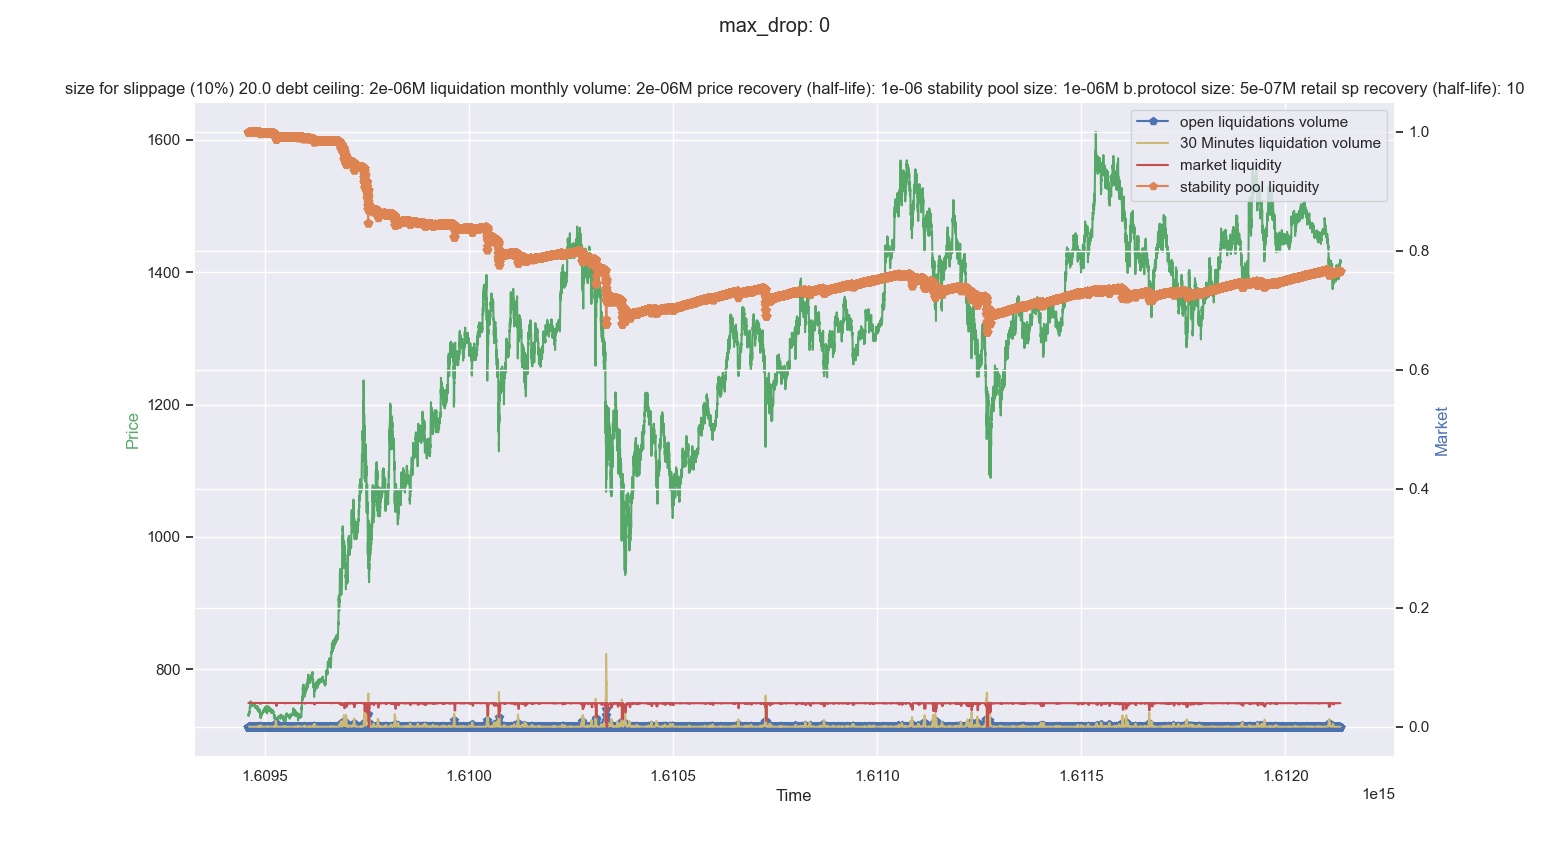 max_drop: 0
size for slippage (10%) 20.0 debt ceiling: 2e-06M liquidation monthly volume: 2e-06M price recovery (half-life): 1e-06 stability pool size: 1e-06M b.protocol size: 5e-07M retail sp recovery (half-life): 10
open liquidations volume
30 Minutes liquidation volume
market liquidity
stability pool liquidity
1600
1400
1200
1000
800
Price
1.0
0.8
0.6
0.4
0.2
0.0
Market
1.6095
1.6100
1.6105
1.6110
1.6115
1.6120
Time
1e15